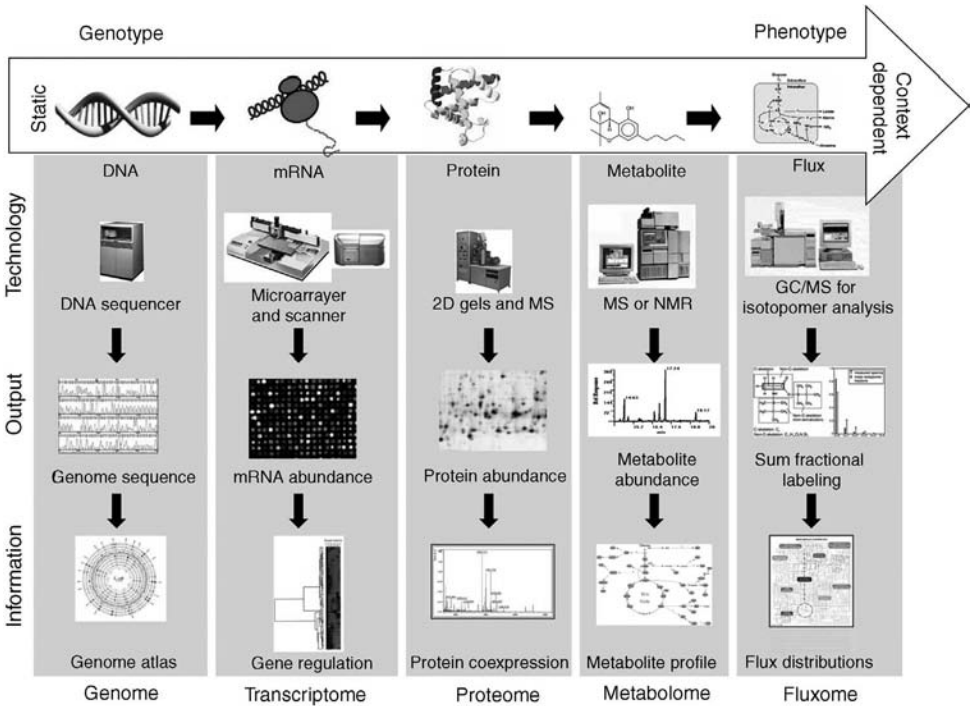 Genotype
Phenotype
Static
Context
dependent
DNA
mRNA
Protein
Metabolite
Flux
Technology
DNA sequencer
Microarrayer
and scanner
2D gels and MS
MS or NMR
GC/MS for
isotopomer analysis
Output
Genome sequence
mRNA abundance
Protein abundance
Metabolite
abundance
Sum fractional
labeling
Information
Genome atlas
Gene regulation
Protein coexpression
Metabolite profile
Flux distributions
Genome
Transcriptome
Proteome
Metabolome
Fluxome